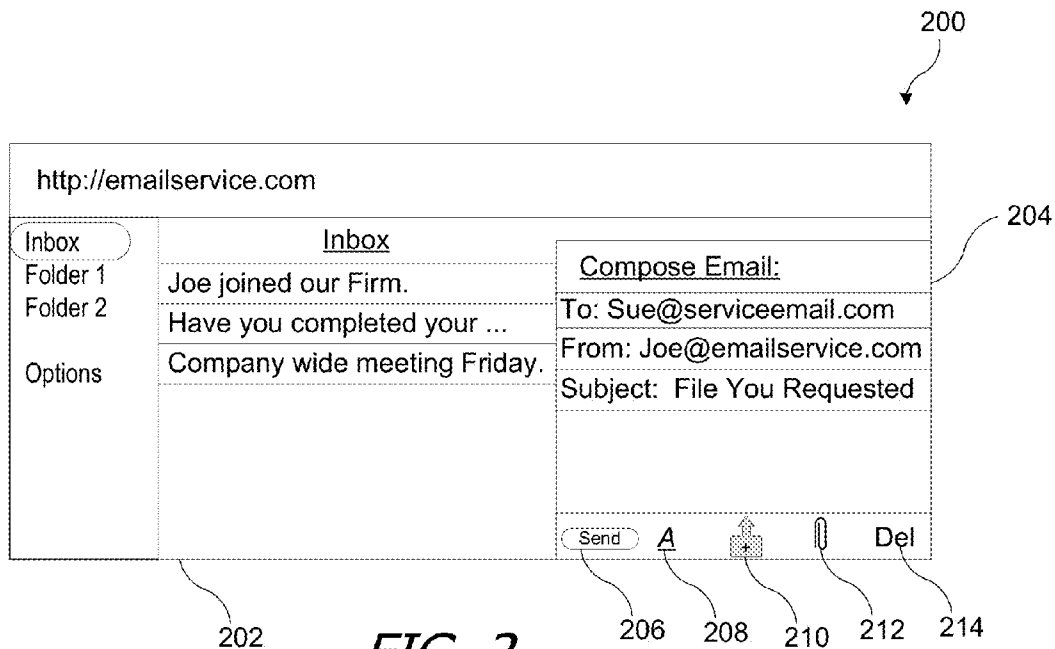 200
http://emailservice.com
204
Inbox
Folder 1
Folder 2
Options
Inbox
Joe joined our Firm.
Have you completed your ...
Company wide meeting Friday.
Compose Email:
To: Sue@serviceemail.com
From: Joe@emailservice.com
Subject: File You Requested
Send A Del
202 206 208 210 212 214